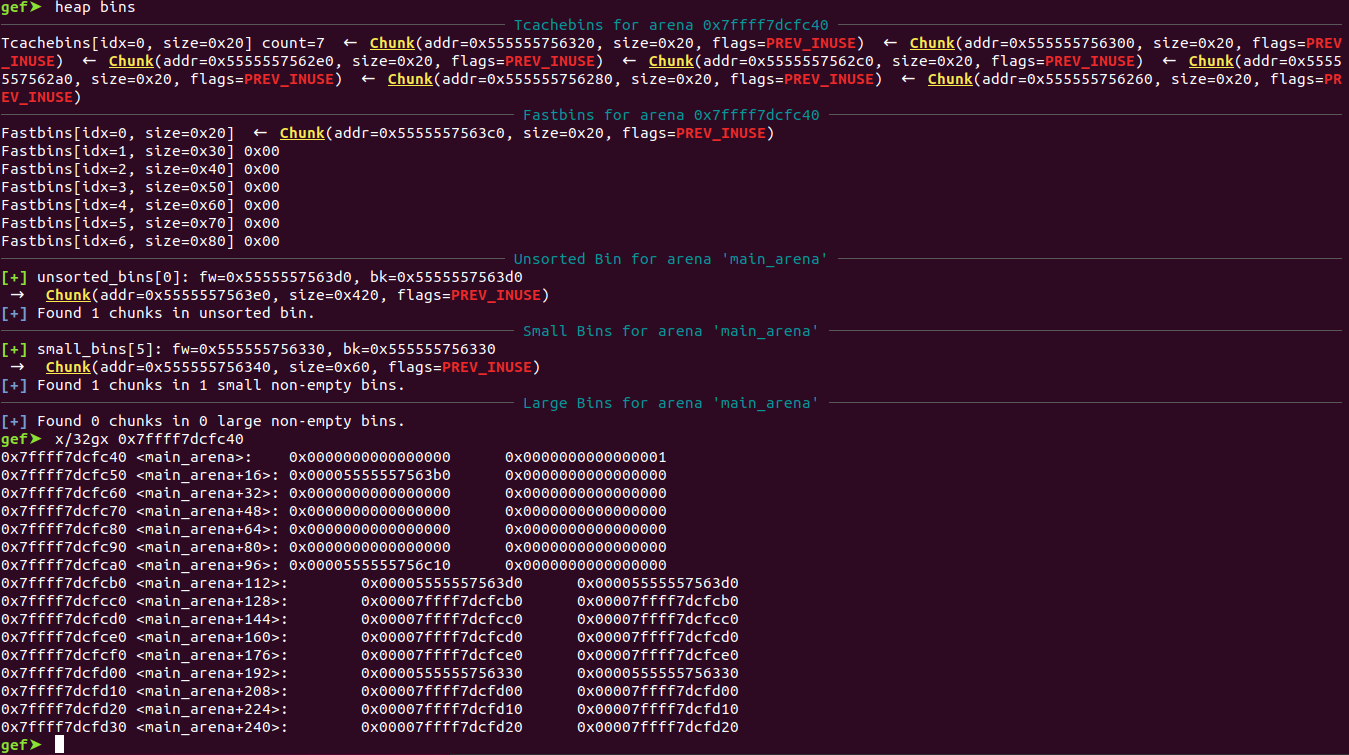 gef➤  heap bins
Tcachebins for arena 0x7ffff7dcfc40
Tcachebins[idx=0, size=0x20] count=7  ←  Chunk(addr=0x555555756320, size=0x20, flags=PREV_INUSE)  ←  Chunk(addr=0x555555756300, size=0x20, flags=PREV
_INUSE)  ←  Chunk(addr=0x5555557562e0, size=0x20, flags=PREV_INUSE)  ←  Chunk(addr=0x5555557562c0, size=0x20, flags=PREV_INUSE)  ←  Chunk(addr=0x5555
557562a0, size=0x20, flags=PREV_INUSE)  ←  Chunk(addr=0x555555756280, size=0x20, flags=PREV_INUSE)  ←  Chunk(addr=0x555555756260, size=0x20, flags=PR
EV_INUSE)
Fastbins for arena 0x7ffff7dcfc40
Fastbins[idx=0, size=0x20]  ←  Chunk(addr=0x5555557563c0, size=0x20, flags=PREV_INUSE)
Fastbins[idx=1, size=0x30] 0x00
Fastbins[idx=2, size=0x40] 0x00
Fastbins[idx=3, size=0x50] 0x00
Fastbins[idx=4, size=0x60] 0x00
Fastbins[idx=5, size=0x70] 0x00
Fastbins[idx=6, size=0x80] 0x00
Unsorted Bin for arena 'main_arena'
[+] unsorted_bins[0]: fw=0x5555557563d0, bk=0x5555557563d0
→   Chunk(addr=0x5555557563e0, size=0x420, flags=PREV_INUSE)
[+] Found 1 chunks in unsorted bin.
Small Bins for arena 'main_arena'
[+] small_bins[5]: fw=0x555555756330, bk=0x555555756330
→   Chunk(addr=0x555555756340, size=0x60, flags=PREV_INUSE)
[+] Found 1 chunks in 1 small non-empty bins.
Large Bins for arena 'main_arena'
[+] Found 0 chunks in 0 large non-empty bins.
gef➤  x/32gx 0x7ffff7dcfc40
0x7ffff7dcfc40 <main_arena>:    0x0000000000000000      0x0000000000000001
0x7ffff7dcfc50 <main_arena+16>: 0x00005555557563b0      0x0000000000000000
0x7ffff7dcfc60 <main_arena+32>: 0x0000000000000000      0x0000000000000000
0x7ffff7dcfc70 <main_arena+48>: 0x0000000000000000      0x0000000000000000
0x7ffff7dcfc80 <main_arena+64>: 0x0000000000000000      0x0000000000000000
0x7ffff7dcfc90 <main_arena+80>: 0x0000000000000000      0x0000000000000000
0x7ffff7dcfca0 <main_arena+96>: 0x0000555555756c10      0x0000000000000000
0x7ffff7dcfcb0 <main_arena+112>:        0x00005555557563d0      0x00005555557563d0
0x7ffff7dcfcc0 <main_arena+128>:        0x00007ffff7dcfcb0      0x00007ffff7dcfcb0
0x7ffff7dcfcd0 <main_arena+144>:        0x00007ffff7dcfcc0      0x00007ffff7dcfcc0
0x7ffff7dcfce0 <main_arena+160>:        0x00007ffff7dcfcd0      0x00007ffff7dcfcd0
0x7ffff7dcfcf0 <main_arena+176>:        0x00007ffff7dcfce0      0x00007ffff7dcfce0
0x7ffff7dcfd00 <main_arena+192>:        0x0000555555756330      0x0000555555756330
0x7ffff7dcfd10 <main_arena+208>:        0x00007ffff7dcfd00      0x00007ffff7dcfd00
0x7ffff7dcfd20 <main_arena+224>:        0x00007ffff7dcfd10      0x00007ffff7dcfd10
0x7ffff7dcfd30 <main_arena+240>:        0x00007ffff7dcfd20      0x00007ffff7dcfd20
gef➤